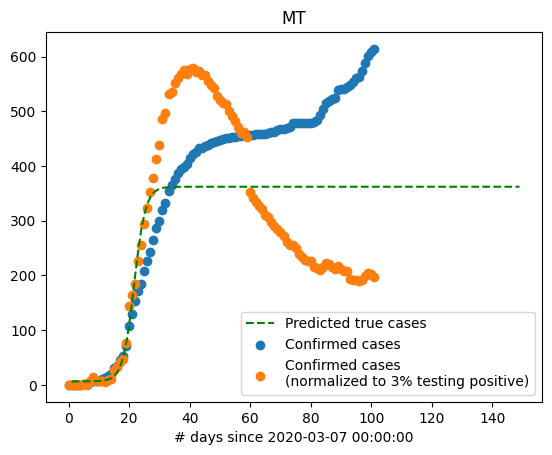 MT
600
500
400
300
200
100
0
Predicted true cases
Confirmed cases
Confirmed cases
(normalized to 3% testing positive)
0 20 40 60 80 100 120 140
# days since 2020-03-07 00:00:00